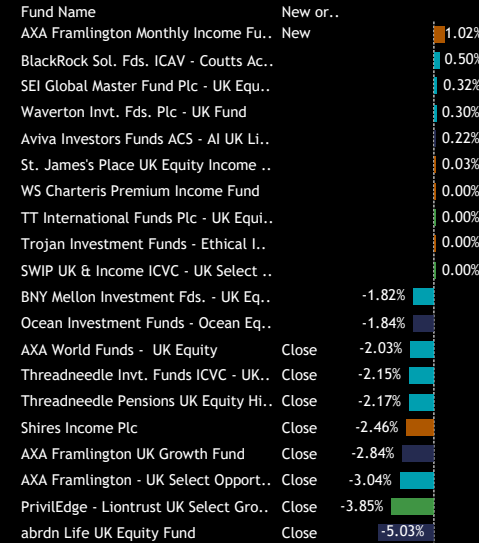 Fund Name New or..
AXA Framlington Monthly Income Fu.. New 1.02%
BlackRock Sol. Fds. ICAV - Coutts Ac.. 0.50%
SEI Global Master Fund Plc - UK Equ.. 0.32%
Waverton Invt. Fds. Plc - UK Fund 0.30%
Aviva Investors Funds ACS - AI UK Li.. 0.22%
St. James's Place UK Equity Income .. 0.03%
WS Charteris Premium Income Fund 0.00%
TT International Funds Plc - UK Equi.. 0.00%
Trojan Investment Funds - Ethical I.. 0.00%
SWIP UK & Income ICVC - UK Select .. 0.00%
BNY Mellon Investment Fds. - UK Eq.. -1.82%
Ocean Investment Funds - Ocean Eq.. -1.84%
AXA World Funds -  UK Equity Close -2.03%
Threadneedle Invt. Funds ICVC - UK.. Close -2.15%
Threadneedle Pensions UK Equity Hi.. Close -2.17%
Shires Income Plc Close -2.46%
AXA Framlington UK Growth Fund Close -2.84%
AXA Framlington - UK Select Opport.. Close -3.04%
PrivilEdge - Liontrust UK Select Gro.. Close -3.85%
abrdn Life UK Equity Fund Close -5.03%